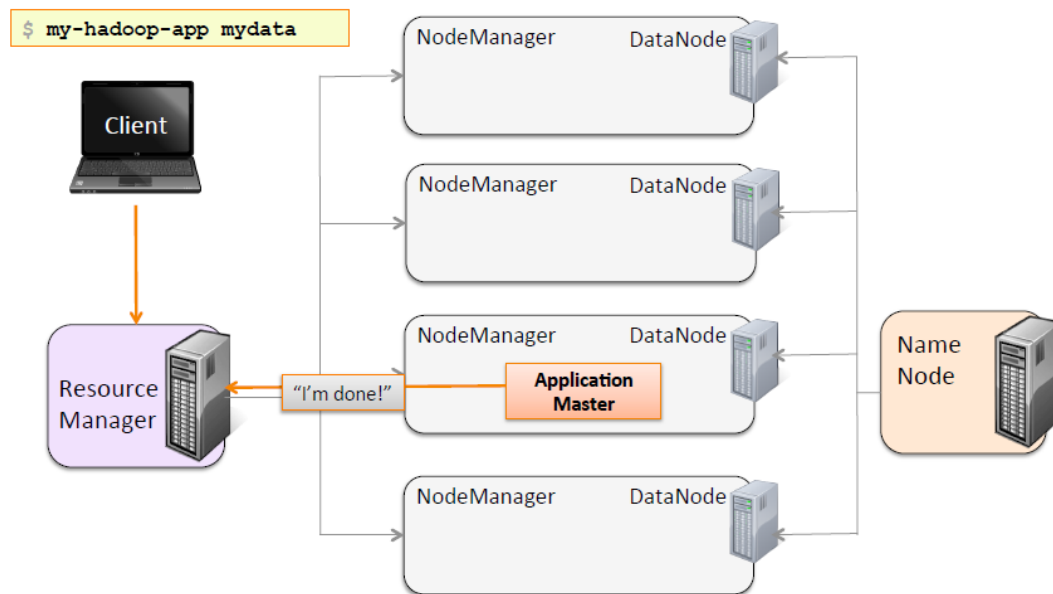 $ my-hadoop-app mydata
Client
NodeManager DataNode
NodeManager DataNode
NodeManager DataNode
Application
Master
"I'm done!"
Resource
Manager
Name
Node
NodeManager DataNode